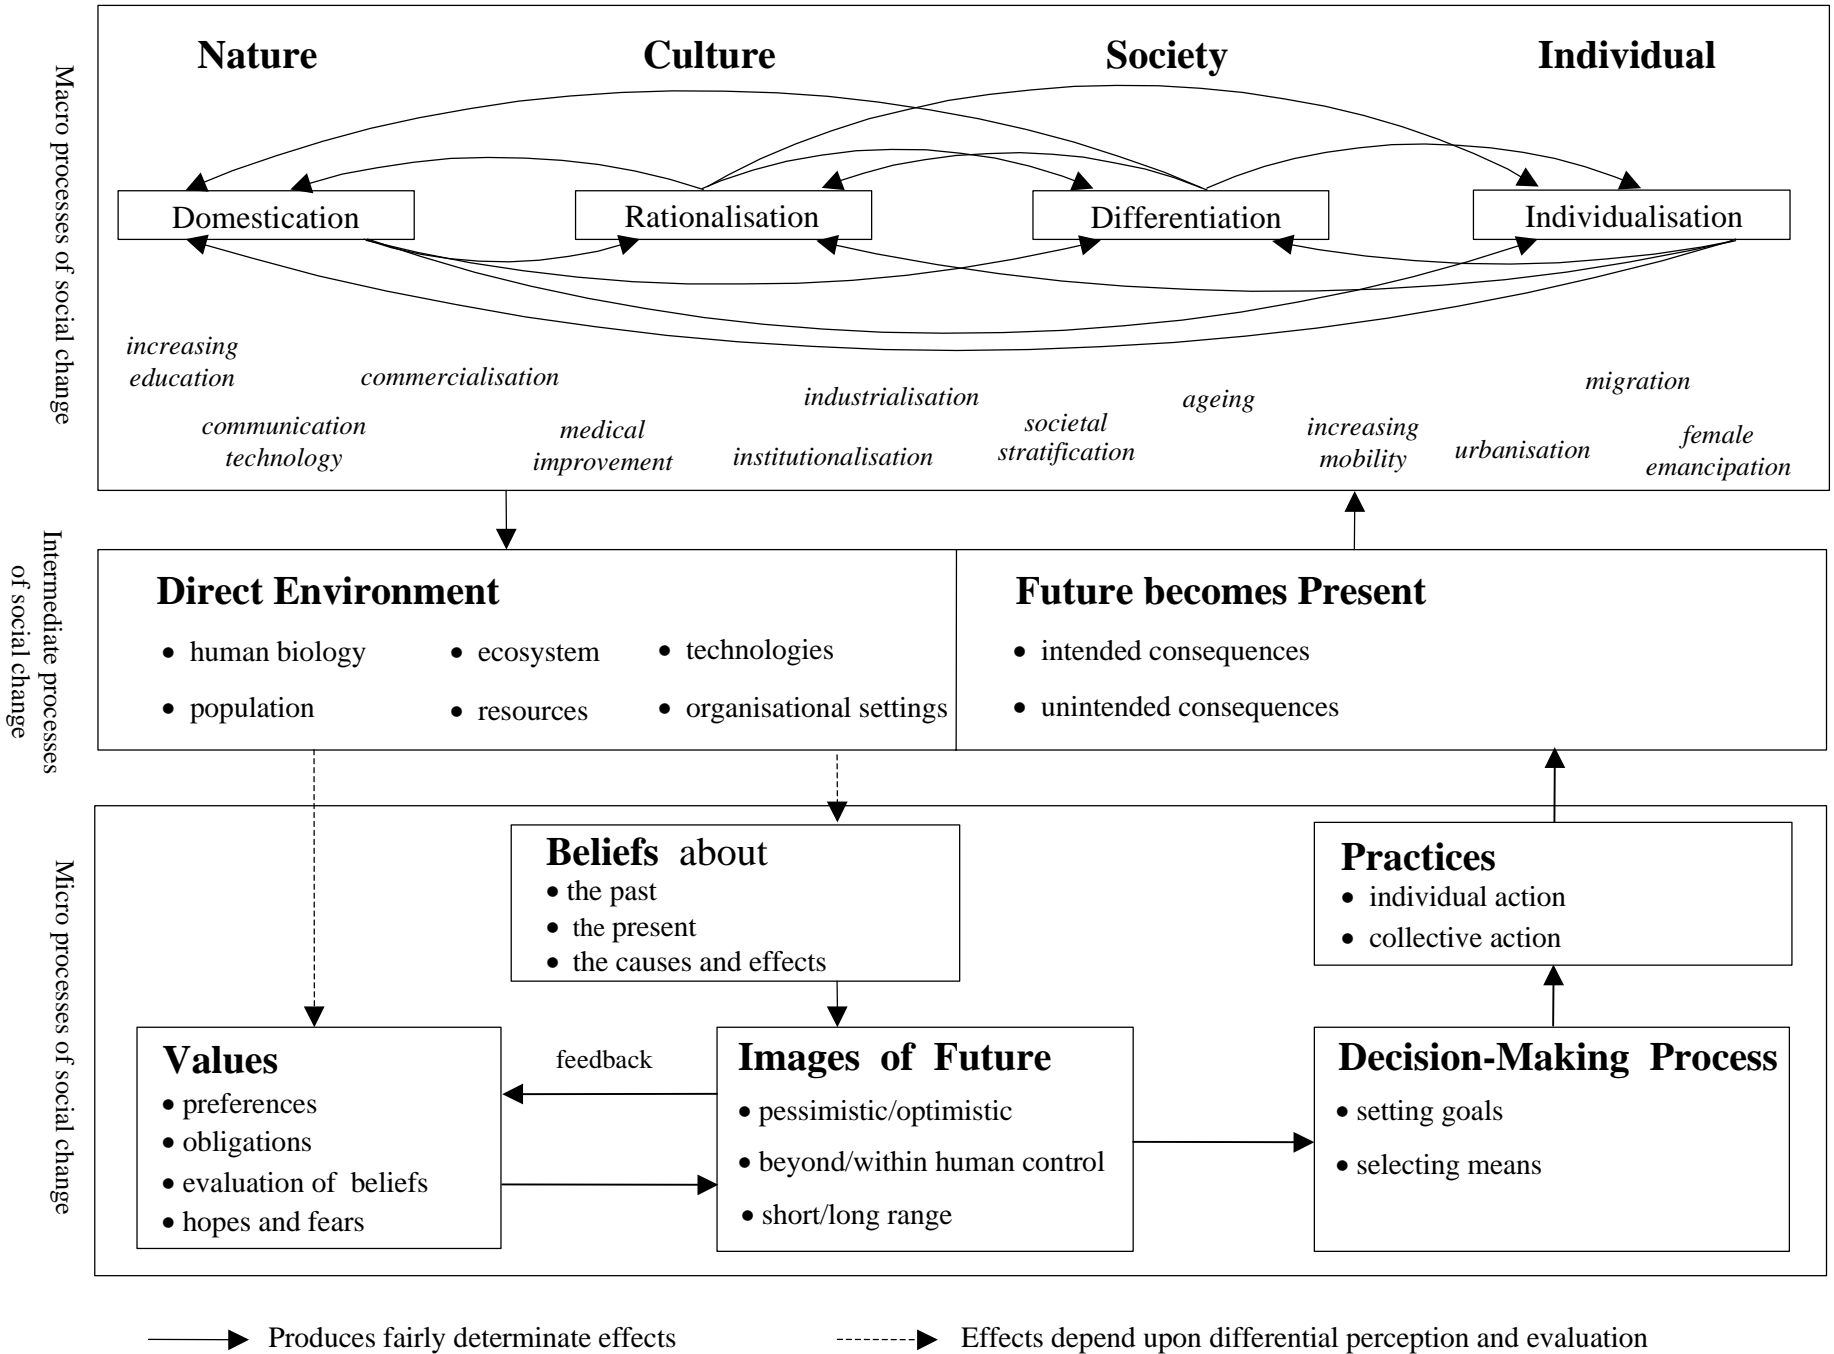 Macro processes of social change
Nature
Culture
Society
Individual
Domestication
Rationalisation
Differentiation
Individualisation
increasing
education
communication
technology
commercialisation
medical
improvement
industrialisation
institutionalisation
societal
stratification
ageing
increasing
mobility
urbanisation
migration
female
emancipation
Intermediate processes
of social change
Direct Environment
• human biology
• ecosystem
• technologies
• population
• resources
• organisational settings
Future becomes Present
• intended consequences
• unintended consequences
Micro processes of social change
Beliefs about
• the past
• the present
• the causes and effects
Practices
• individual action
• collective action
Values
• preferences
• obligations
• evaluation of beliefs
• hopes and fears
feedback
Images of Future
• pessimistic/optimistic
• beyond/within human control
• short/long range
Decision-Making Process
• setting goals
• selecting means
Produces fairly determinate effects
Effects depend upon differential perception and evaluation